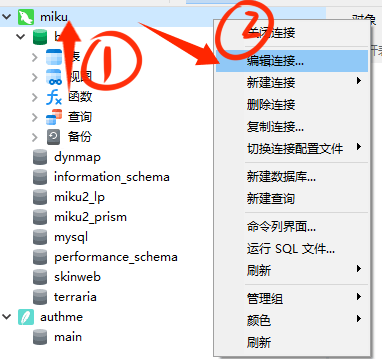 miku
b
表
视图
函数
查询
备份
dynmap
information_schema
miku2_lp
miku2_prism
mysql
performance_schema
skinweb
terraria
authme
main
①
②
对象
关闭连接
编辑连接...
新建连接
删除连接
复制连接...
切换连接配置文件
新建数据库...
新建查询
命令列界面...
运行 SQL 文件...
刷新
管理组
颜色
刷新